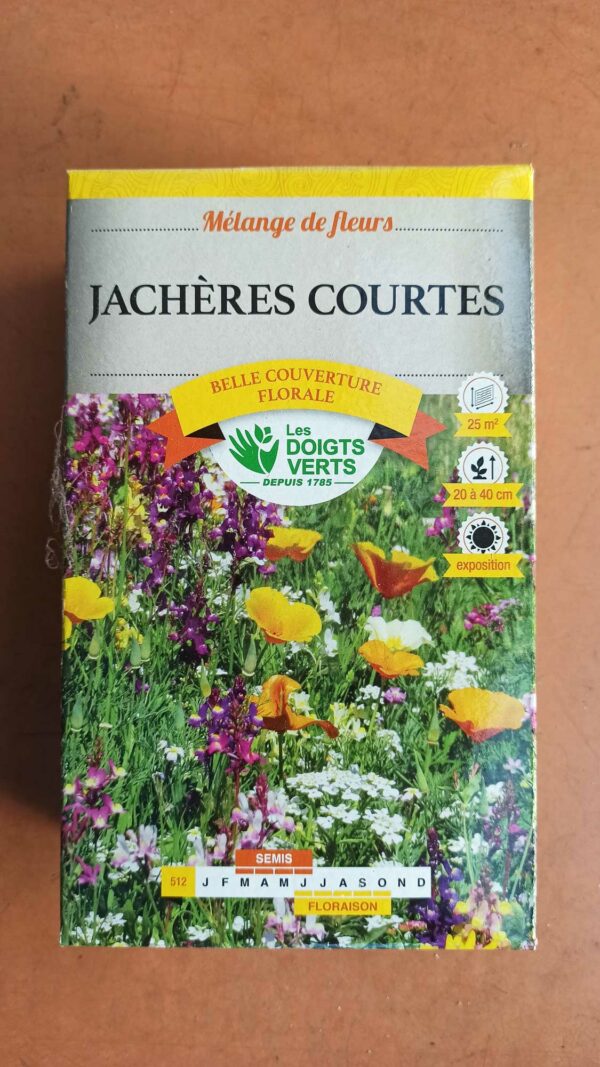 Mélange de fleurs
JACHÈRES COURTES
BELLE COUVERTURE
FLORALE
Les
DOIGTS
VERTS
DEPUIS 1785
25 m²
20 à 40 cm
exposition
SEMIS
512 J F M A M J J A S O N D
FLORAISON